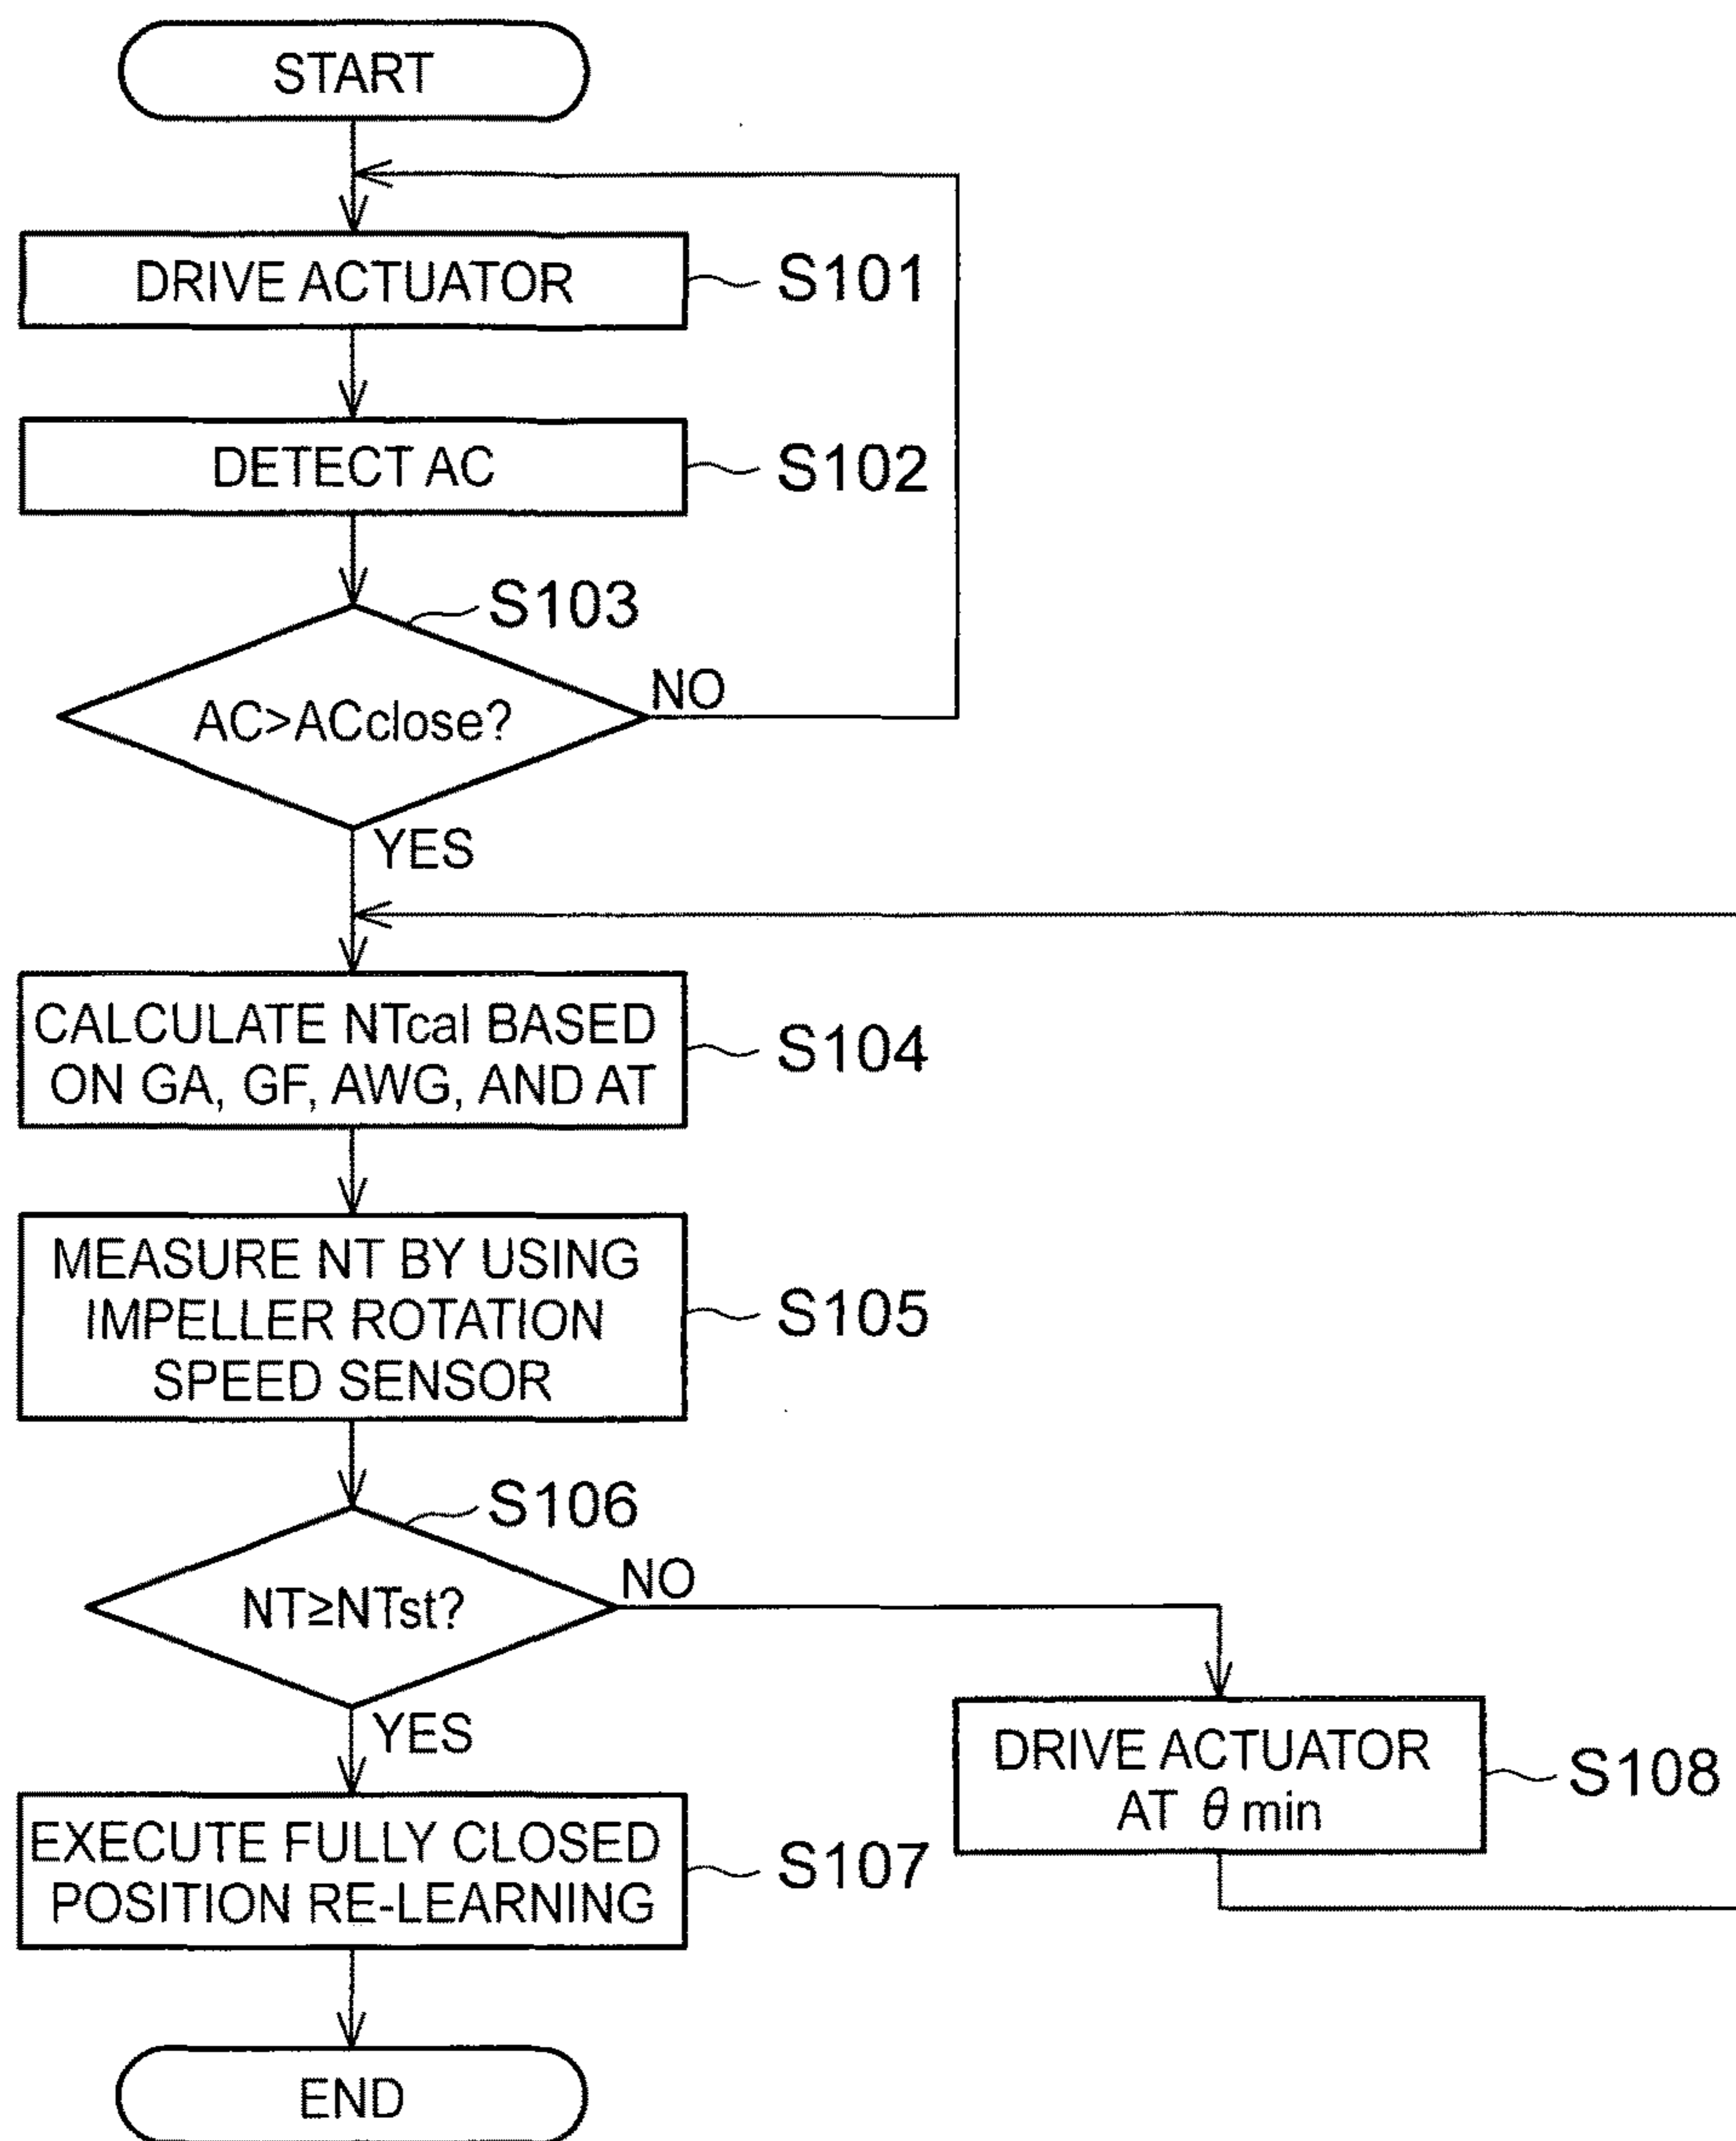 START
DRIVE ACTUATOR
S101
DETECT AC
S102
S103
AC>ACclose?
NO
YES
CALCULATE NTcal BASED
ON GA, GF, AWG, AND AT
S104
MEASURE NT BY USING
IMPELLER ROTATION
SPEED SENSOR
S105
S106
NT≥NTst?
NO
YES
DRIVE ACTUATOR
AT θ min
S108
EXECUTE FULLY CLOSED
POSITION RE-LEARNING
S107
END